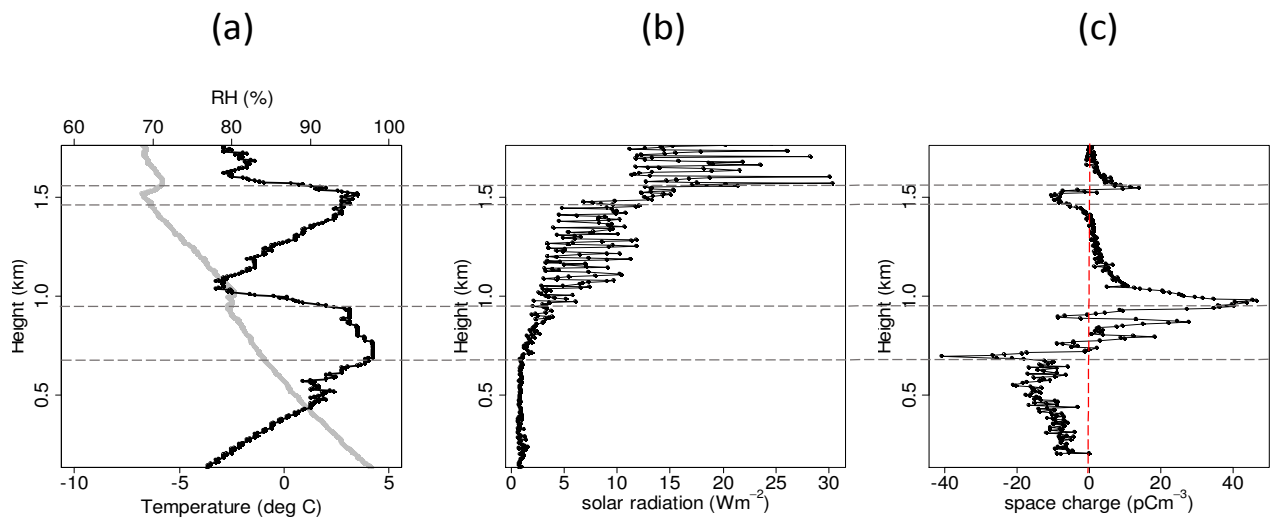 (a)
(b)
(c)
RH (%)
60 70 80 90 100
Height (km)
0.5 1.0 1.5
-10 -5 0 5
Temperature (deg C)
Height (km)
0.5 1.0 1.5
0 5 10 15 20 25 30
solar radiation (Wm⁻²)
Height (km)
0.5 1.0 1.5
-40 -20 0 20 40
space charge (pCm⁻³)